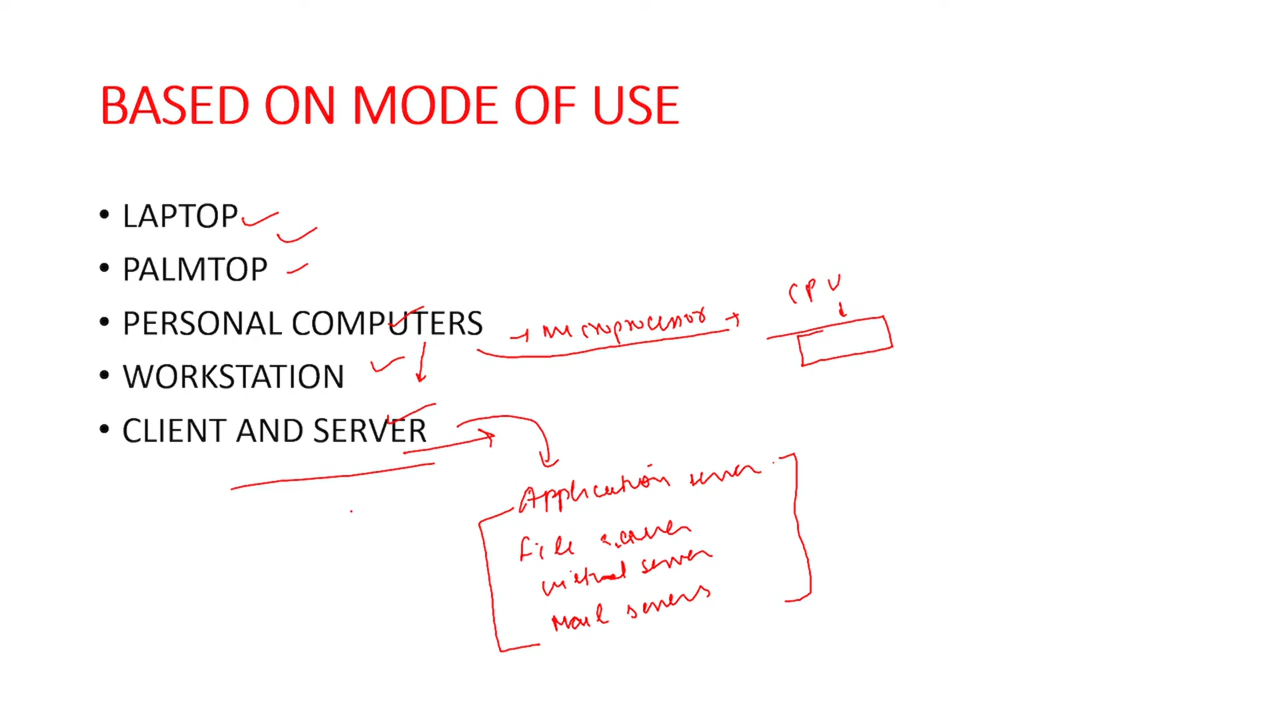 BASED ON MODE OF USE
• LAPTOP
• PALMTOP
• PERSONAL COMPUTERS → microprocessor → CPU
• WORKSTATION
• CLIENT AND SERVER
Application server
File server
virtual server
Mail servers